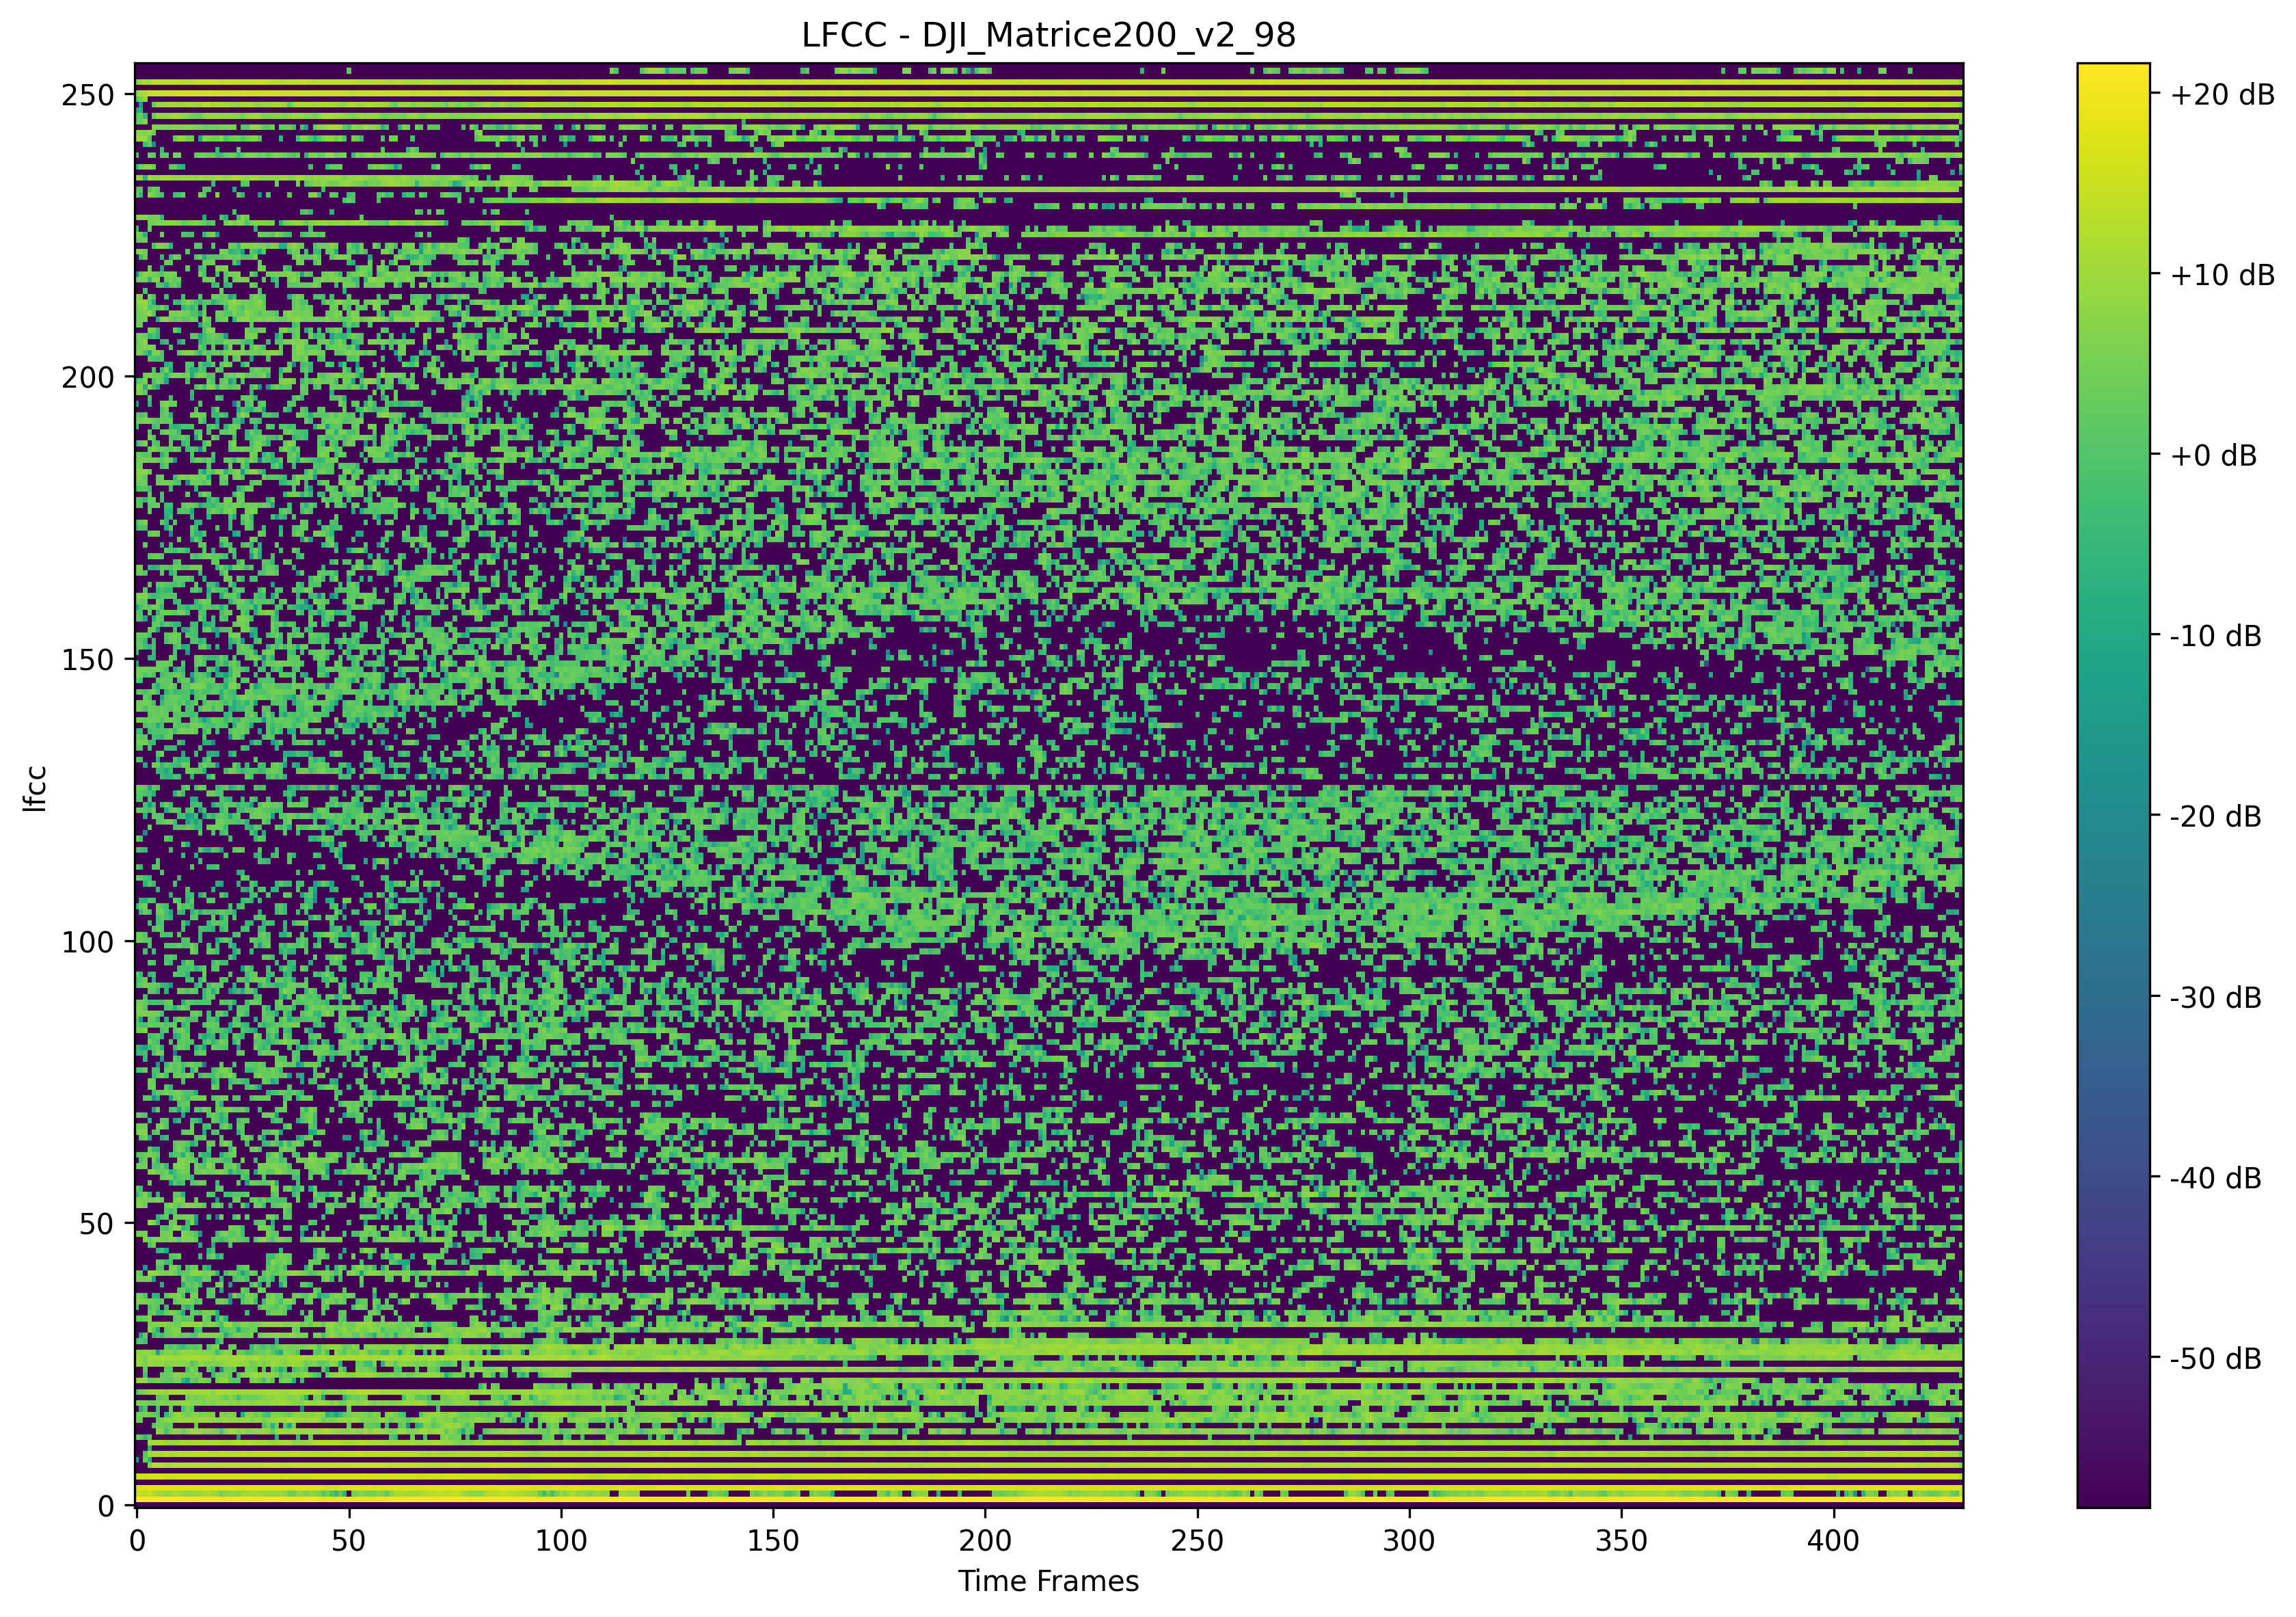 LFCC - DJI_Matrice200_v2_98
250
200
150
100
50
0
lfcc
0 50 100 150 200 250 300 350 400
Time Frames
+20 dB
+10 dB
+0 dB
-10 dB
-20 dB
-30 dB
-40 dB
-50 dB